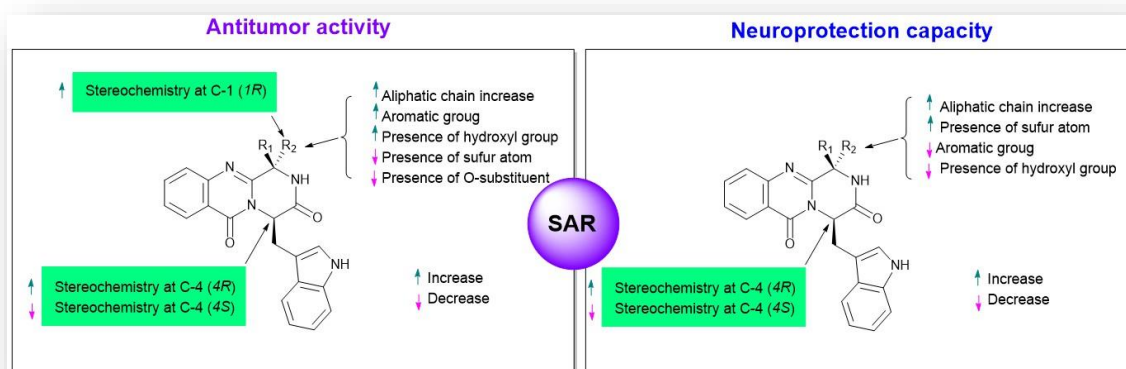 Antitumor activity
Stereochemistry at C-1 (1R)
Aliphatic chain increase
Aromatic groug
Presence of hydroxyl group
Presence of sufur atom
Presence of O-substituent
R1 R2
N
NH
N
O
O
NH
Stereochemistry at C-4 (4R)
Stereochemistry at C-4 (4S)
Increase
Decrease
SAR
Neuroprotection capacity
Aliphatic chain increase
Presence of sufur atom
Aromatic groug
Presence of hydroxyl group
R1 R2
N
NH
N
O
O
NH
Stereochemistry at C-4 (4R)
Stereochemistry at C-4 (4S)
Increase
Decrease